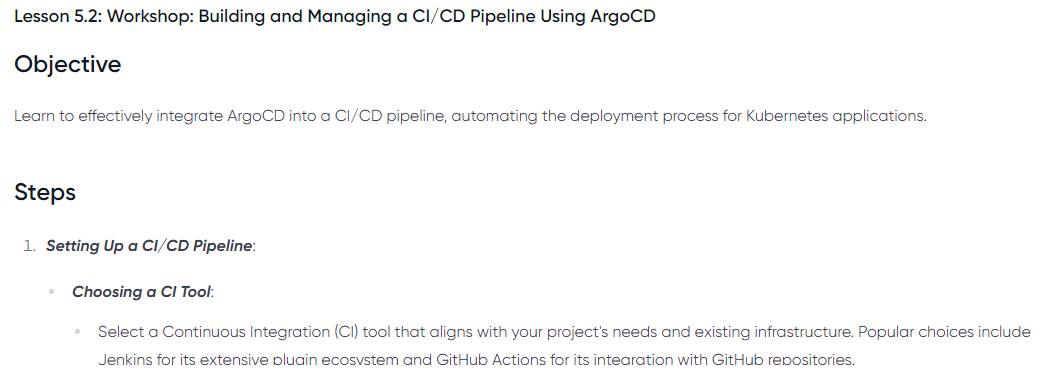 Lesson 5.2: Workshop: Building and Managing a CI/CD Pipeline Using ArgoCD
Objective
Learn to effectively integrate ArgoCD into a CI/CD pipeline, automating the deployment process for Kubernetes applications.
Steps
1. Setting Up a CI/CD Pipeline:
Choosing a CI Tool:
Select a Continuous Integration (CI) tool that aligns with your project's needs and existing infrastructure. Popular choices include
Jenkins for its extensive plugin ecosystem and GitHub Actions for its integration with GitHub repositories.